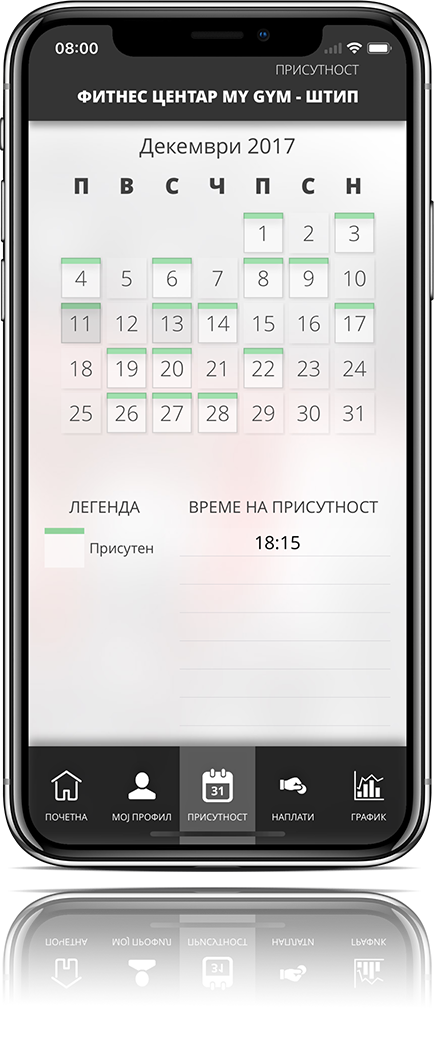 08:00
ПРИСУТНОСТ
ФИТНЕС ЦЕНТАР MY GYM - ШТИП
Декември 2017
П В С Ч П С Н
1 2 3
4 5 6 7 8 9 10
11 12 13 14 15 16 17
18 19 20 21 22 23 24
25 26 27 28 29 30 31
ЛЕГЕНДА ВРЕМЕ НА ПРИСУТНОСТ
Присутен 18:15
31
ПОЧЕТНА МОЈ ПРОФИЛ ПРИСУТНОСТ НАПЛАТИ ГРАФИК